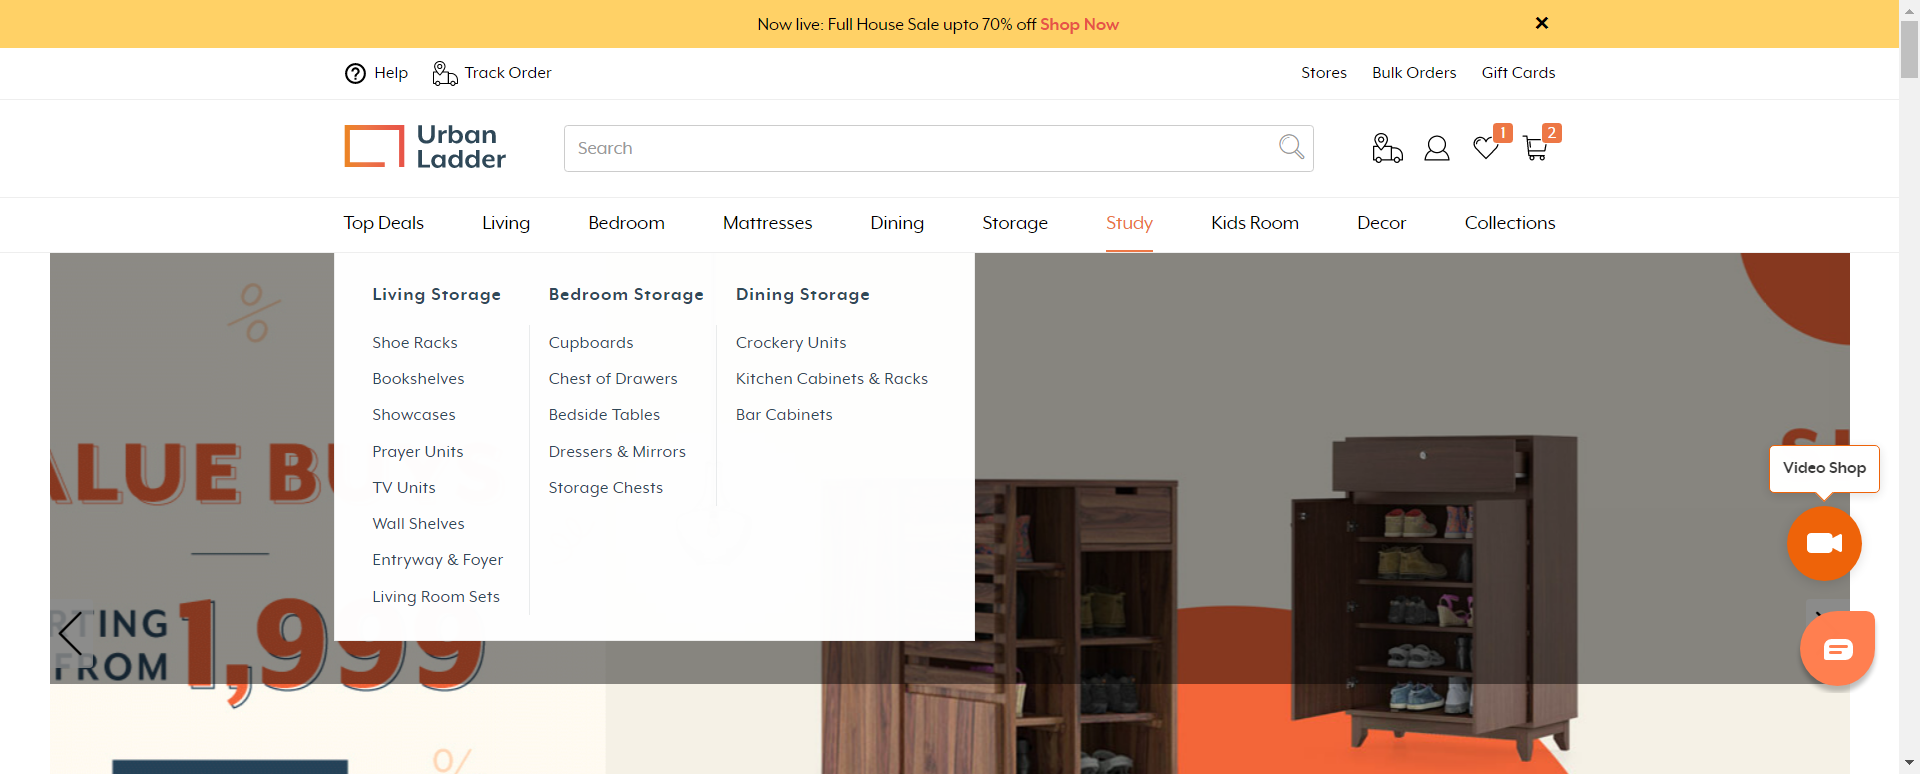 Now live: Full House Sale upto 70% off Shop Now
Help
Track Order
Stores
Bulk Orders
Gift Cards
Urban
Ladder
Search
1
2
Top Deals
Living
Bedroom
Mattresses
Dining
Storage
Study
Kids Room
Decor
Collections
Living Storage
Shoe Racks
Bookshelves
Showcases
Prayer Units
TV Units
Wall Shelves
Entryway & Foyer
Living Room Sets
Bedroom Storage
Cupboards
Chest of Drawers
Bedside Tables
Dressers & Mirrors
Storage Chests
Dining Storage
Crockery Units
Kitchen Cabinets & Racks
Bar Cabinets
%
ALUE B
RTING
FROM
1,999
%
Video Shop